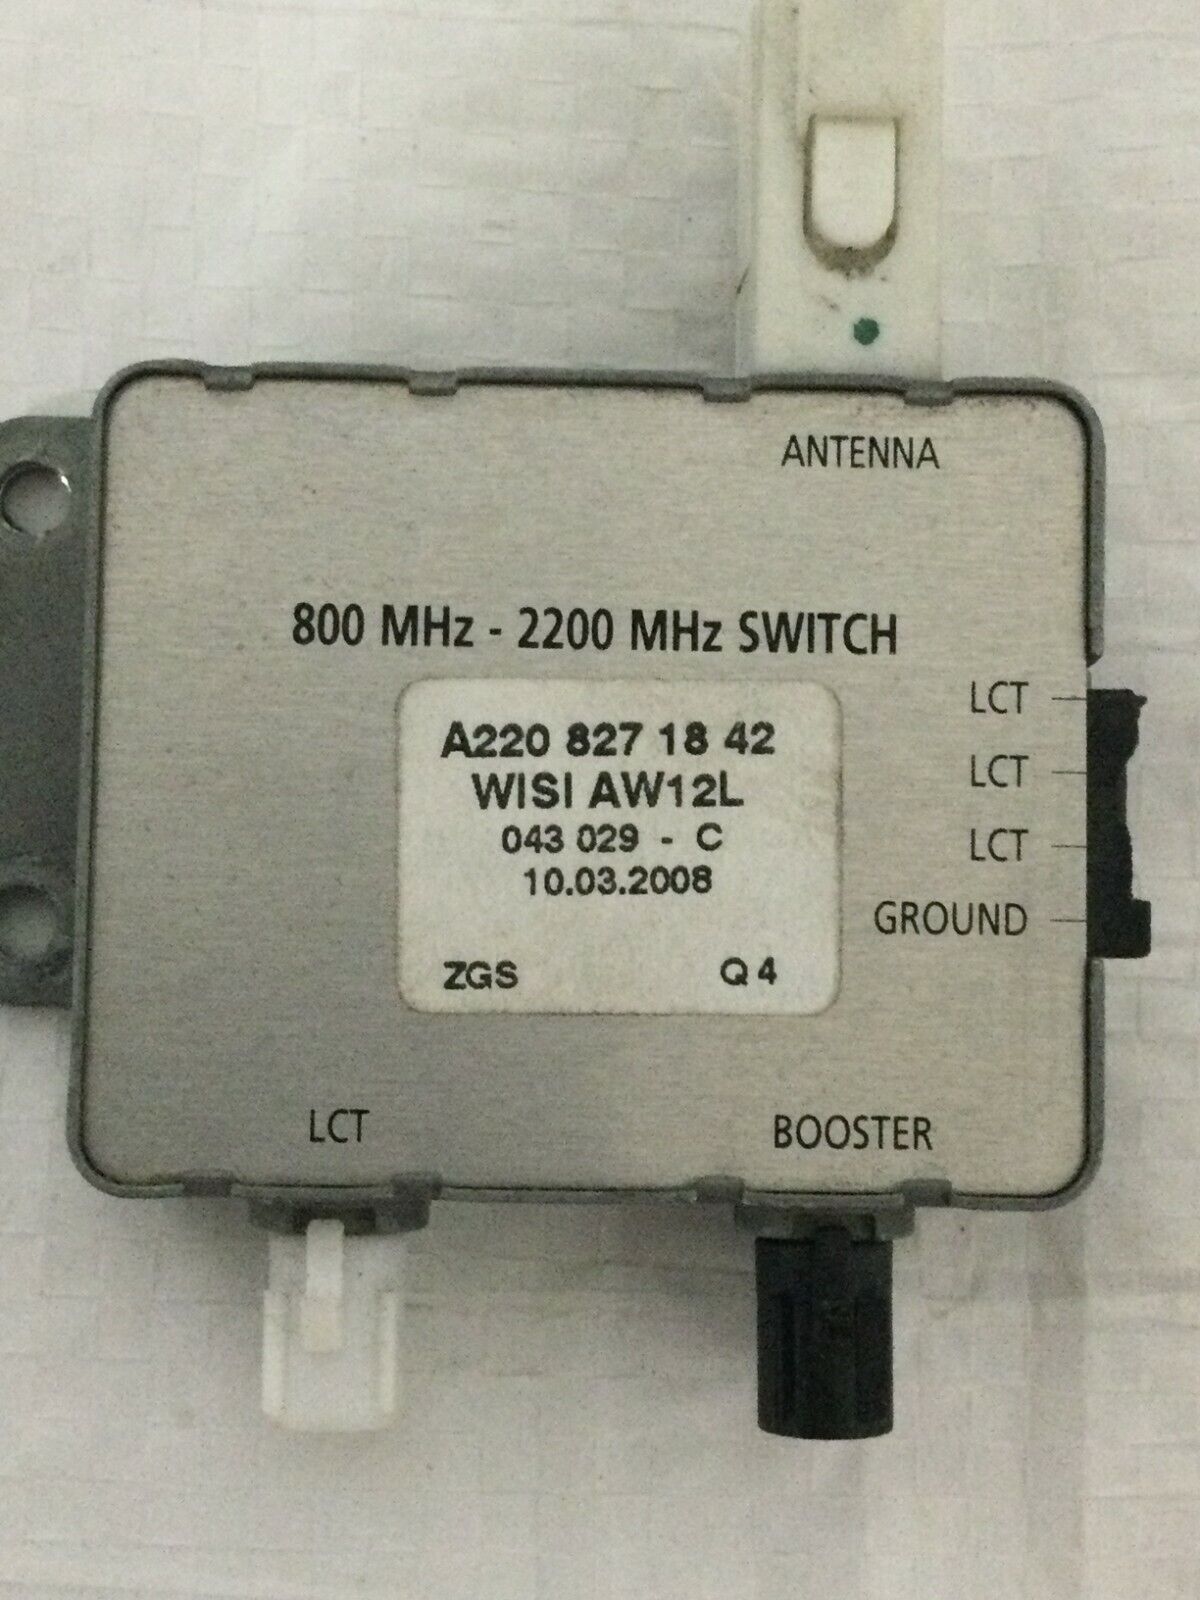 ANTENNA
800 MHz - 2200 MHz SWITCH
LCT
A220 827 18 42
LCT
WISI AW12L
043 029 - C
LCT
10.03.2008
GROUND
ZGS Q4
LCT
BOOSTER